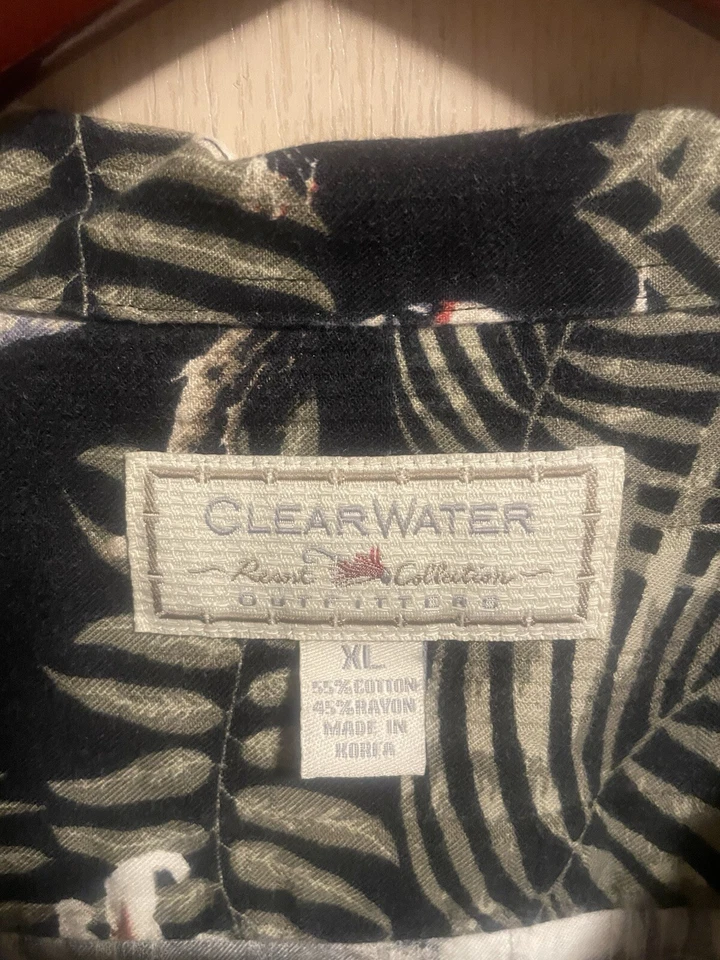 CLEARWATER
Resort Collection
OUTFITTERS
XL
55%COTTON
45%RAYON
MADE IN
KOREA